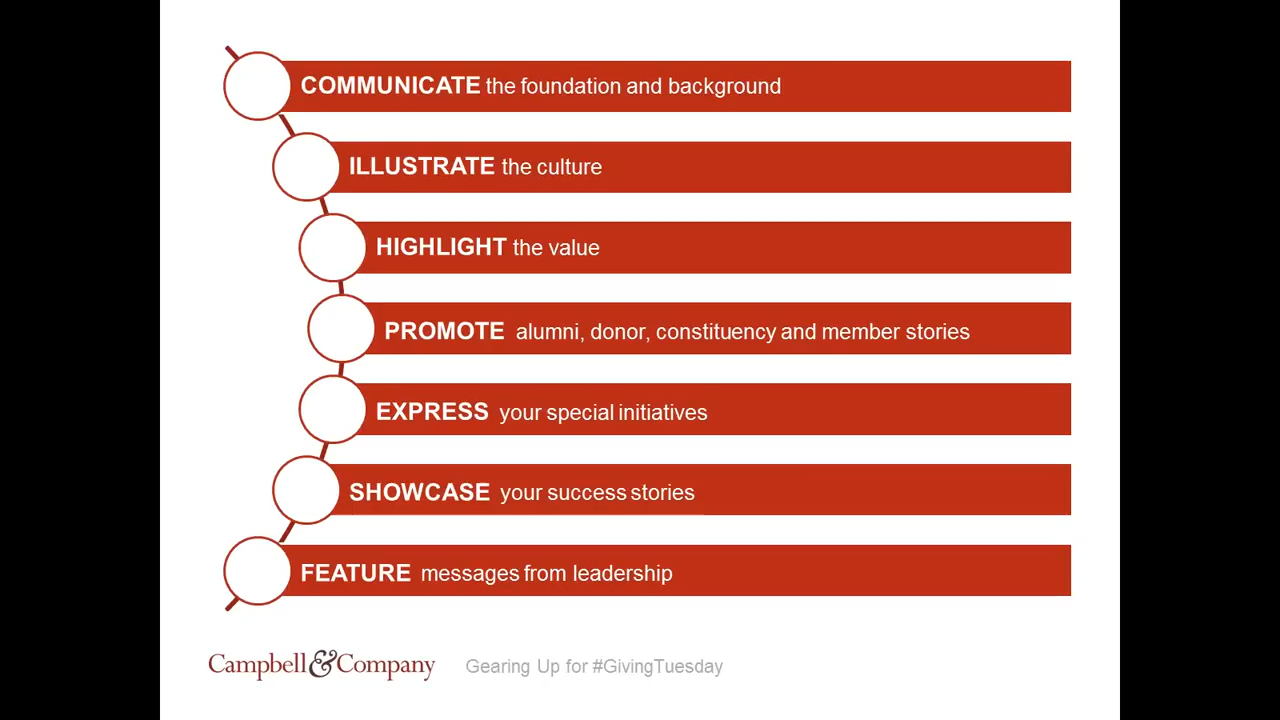 COMMUNICATE the foundation and background
ILLUSTRATE the culture
HIGHLIGHT the value
PROMOTE alumni, donor, constituency and member stories
EXPRESS your special initiatives
SHOWCASE your success stories
FEATURE messages from leadership
Campbell&Company Gearing Up for #GivingTuesday